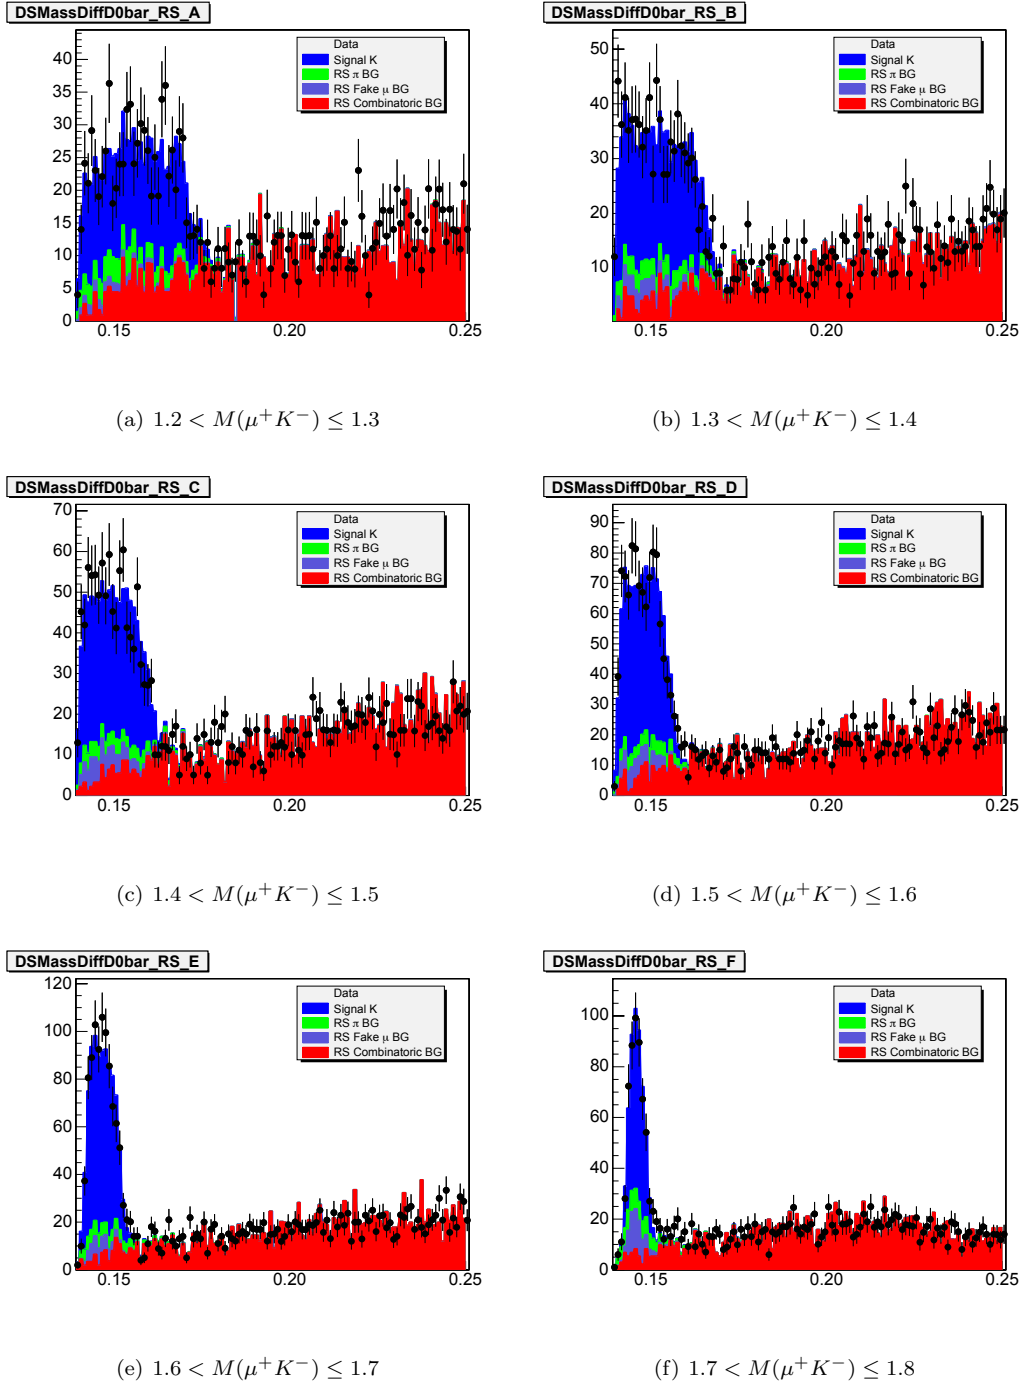 DSMassDiffD0bar_RS_A
Data
Signal K
RS π BG
RS Fake μ BG
RS Combinatoric BG
40
35
30
25
20
15
10
5
0
0.15 0.20 0.25
(a) 1.2 < M(μ⁺K⁻) ≤ 1.3
DSMassDiffD0bar_RS_B
Data
Signal K
RS π BG
RS Fake μ BG
RS Combinatoric BG
50
40
30
20
10
0.15 0.20 0.25
(b) 1.3 < M(μ⁺K⁻) ≤ 1.4
DSMassDiffD0bar_RS_C
Data
Signal K
RS π BG
RS Fake μ BG
RS Combinatoric BG
70
60
50
40
30
20
10
0
0.15 0.20 0.25
(c) 1.4 < M(μ⁺K⁻) ≤ 1.5
DSMassDiffD0bar_RS_D
Data
Signal K
RS π BG
RS Fake μ BG
RS Combinatoric BG
90
80
70
60
50
40
30
20
10
0
0.15 0.20 0.25
(d) 1.5 < M(μ⁺K⁻) ≤ 1.6
DSMassDiffD0bar_RS_E
Data
Signal K
RS π BG
RS Fake μ BG
RS Combinatoric BG
120
100
80
60
40
20
0
0.15 0.20 0.25
(e) 1.6 < M(μ⁺K⁻) ≤ 1.7
DSMassDiffD0bar_RS_F
Data
Signal K
RS π BG
RS Fake μ BG
RS Combinatoric BG
100
80
60
40
20
0
0.15 0.20 0.25
(f) 1.7 < M(μ⁺K⁻) ≤ 1.8